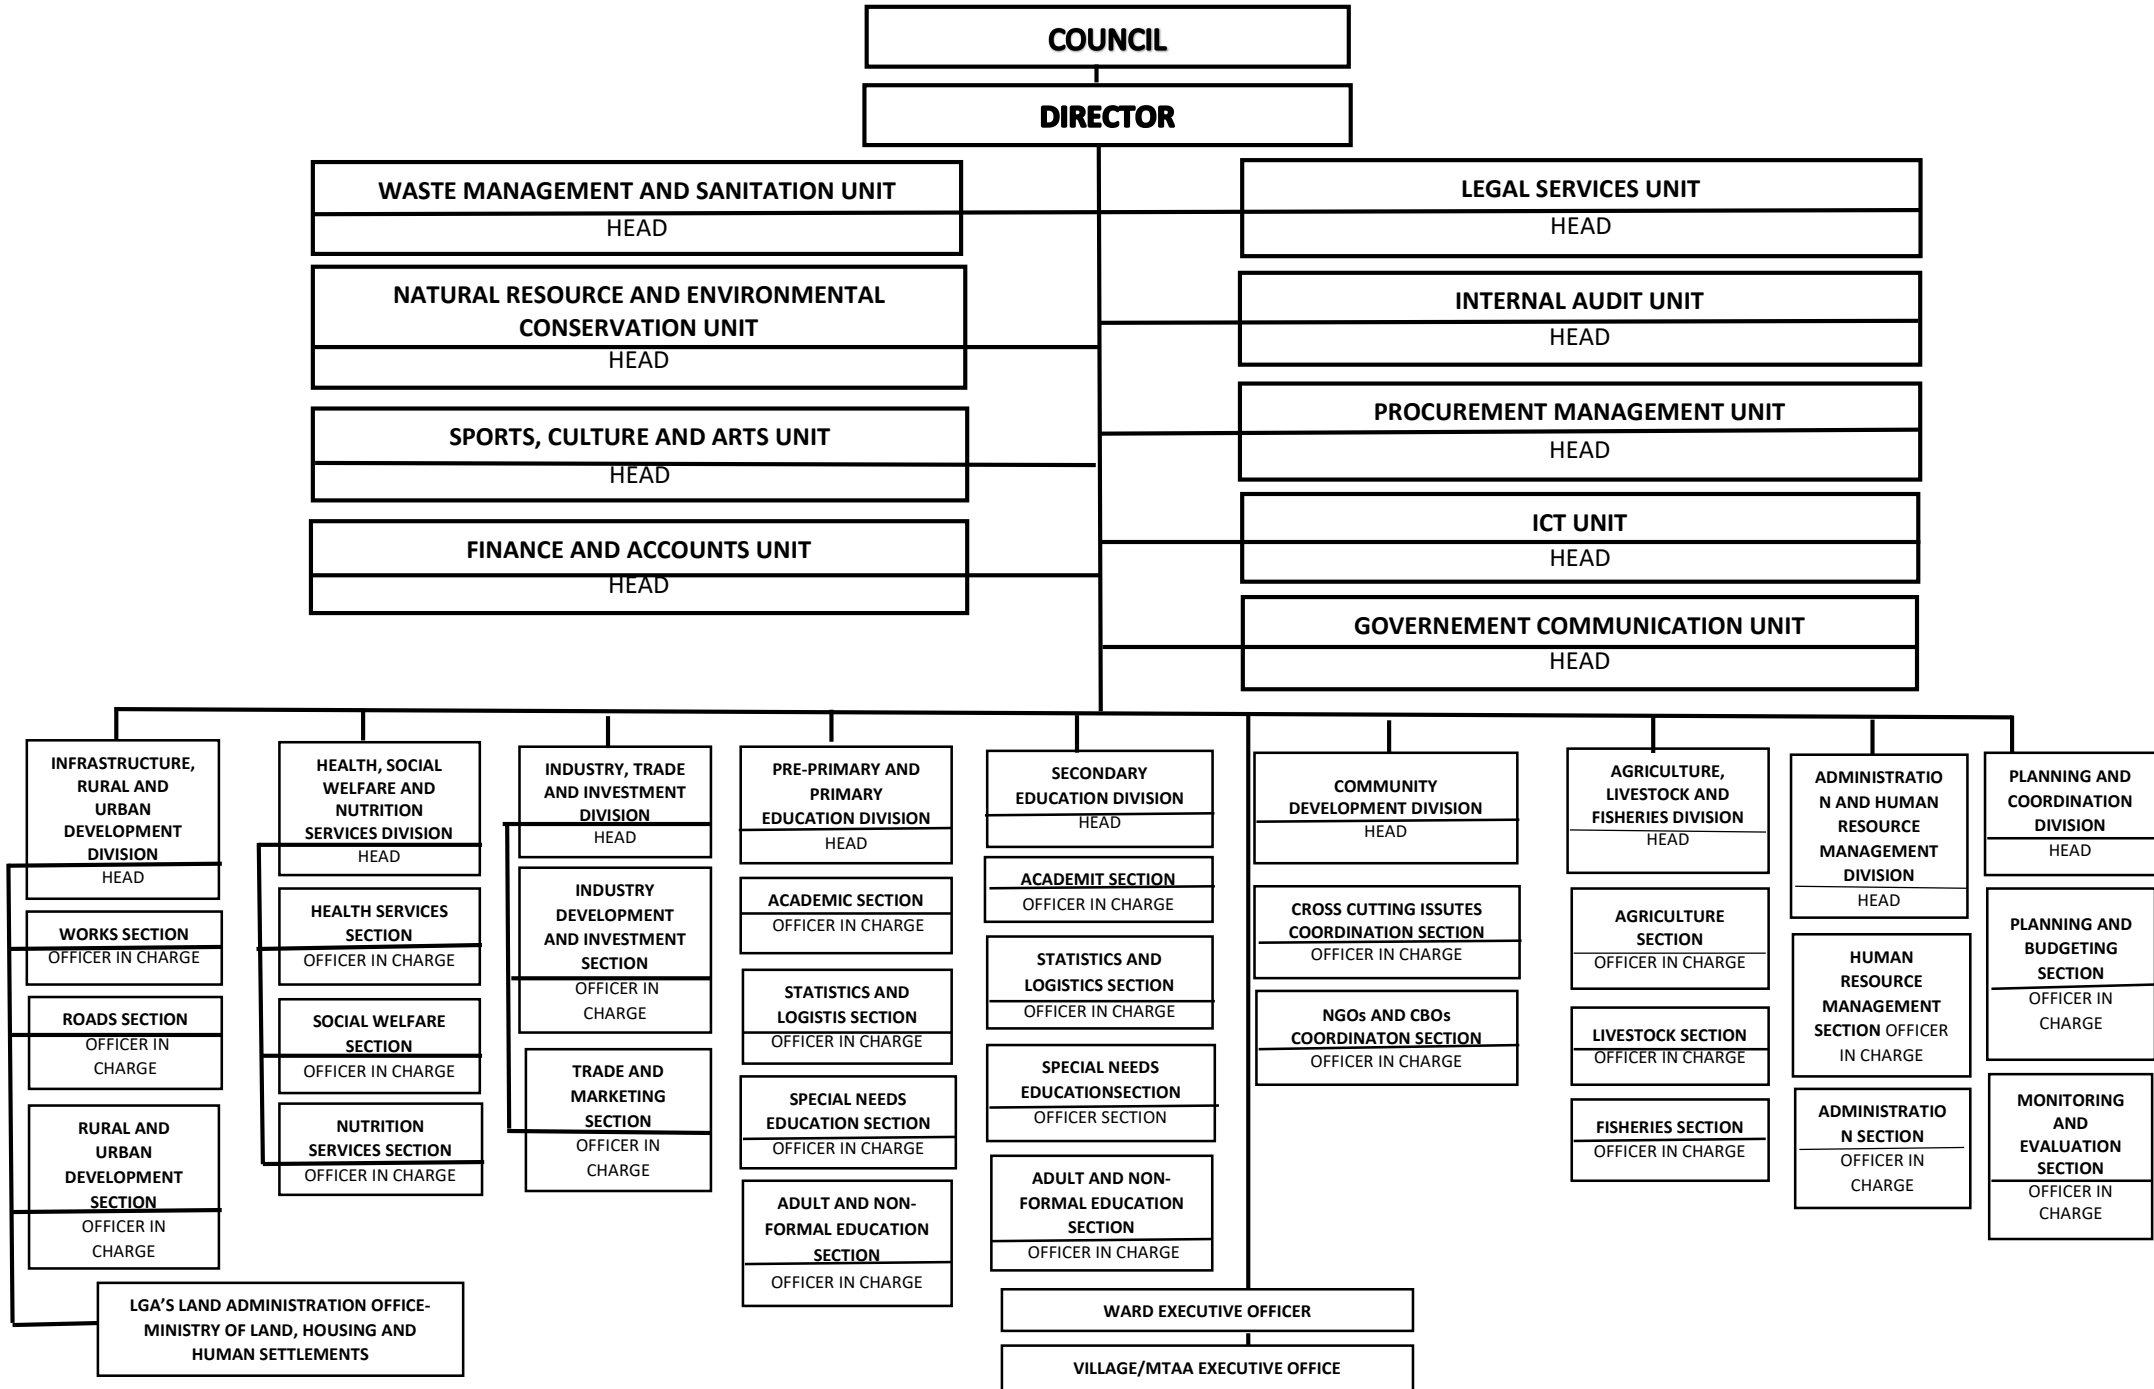 COUNCIL
DIRECTOR
WASTE MANAGEMENT AND SANITATION UNIT
HEAD
LEGAL SERVICES UNIT
HEAD
NATURAL RESOURCE AND ENVIRONMENTAL
CONSERVATION UNIT
HEAD
INTERNAL AUDIT UNIT
HEAD
SPORTS, CULTURE AND ARTS UNIT
HEAD
PROCUREMENT MANAGEMENT UNIT
HEAD
FINANCE AND ACCOUNTS UNIT
HEAD
ICT UNIT
HEAD
GOVERNEMENT COMMUNICATION UNIT
HEAD
INFRASTRUCTURE,
RURAL AND
URBAN
DEVELOPMENT
DIVISION
HEAD
WORKS SECTION
OFFICER IN CHARGE
ROADS SECTION
OFFICER IN
CHARGE
RURAL AND
URBAN
DEVELOPMENT
SECTION
OFFICER IN
CHARGE
LGA'S LAND ADMINISTRATION OFFICE-
MINISTRY OF LAND, HOUSING AND
HUMAN SETTLEMENTS
HEALTH, SOCIAL
WELFARE AND
NUTRITION
SERVICES DIVISION
HEAD
HEALTH SERVICES
SECTION
OFFICER IN CHARGE
SOCIAL WELFARE
SECTION
OFFICER IN CHARGE
NUTRITION
SERVICES SECTION
OFFICER IN CHARGE
INDUSTRY, TRADE
AND INVESTMENT
DIVISION
HEAD
INDUSTRY
DEVELOPMENT
AND INVESTMENT
SECTION
OFFICER IN
CHARGE
TRADE AND
MARKETING
SECTION
OFFICER IN
CHARGE
PRE-PRIMARY AND
PRIMARY
EDUCATION DIVISION
HEAD
ACADEMIC SECTION
OFFICER IN CHARGE
STATISTICS AND
LOGISTIS SECTION
OFFICER IN CHARGE
SPECIAL NEEDS
EDUCATION SECTION
OFFICER IN CHARGE
ADULT AND NON-
FORMAL EDUCATION
SECTION
OFFICER IN CHARGE
SECONDARY
EDUCATION DIVISION
HEAD
ACADEMIT SECTION
OFFICER IN CHARGE
STATISTICS AND
LOGISTICS SECTION
OFFICER IN CHARGE
SPECIAL NEEDS
EDUCATIONSECTION
OFFICER SECTION
ADULT AND NON-
FORMAL EDUCATION
SECTION
OFFICER IN CHARGE
WARD EXECUTIVE OFFICER
VILLAGE/MTAA EXECUTIVE OFFICE
COMMUNITY
DEVELOPMENT DIVISION
HEAD
CROSS CUTTING ISSUTES
COORDINATION SECTION
OFFICER IN CHARGE
NGOs AND CBOs
COORDINATON SECTION
OFFICER IN CHARGE
AGRICULTURE,
LIVESTOCK AND
FISHERIES DIVISION
HEAD
AGRICULTURE
SECTION
OFFICER IN CHARGE
LIVESTOCK SECTION
OFFICER IN CHARGE
FISHERIES SECTION
OFFICER IN CHARGE
ADMINISTRATIO
N AND HUMAN
RESOURCE
MANAGEMENT
DIVISION
HEAD
HUMAN
RESOURCE
MANAGEMENT
SECTION OFFICER
IN CHARGE
ADMINISTRATIO
N SECTION
OFFICER IN
CHARGE
PLANNING AND
COORDINATION
DIVISION
HEAD
PLANNING AND
BUDGETING
SECTION
OFFICER IN
CHARGE
MONITORING
AND
EVALUATION
SECTION
OFFICER IN
CHARGE